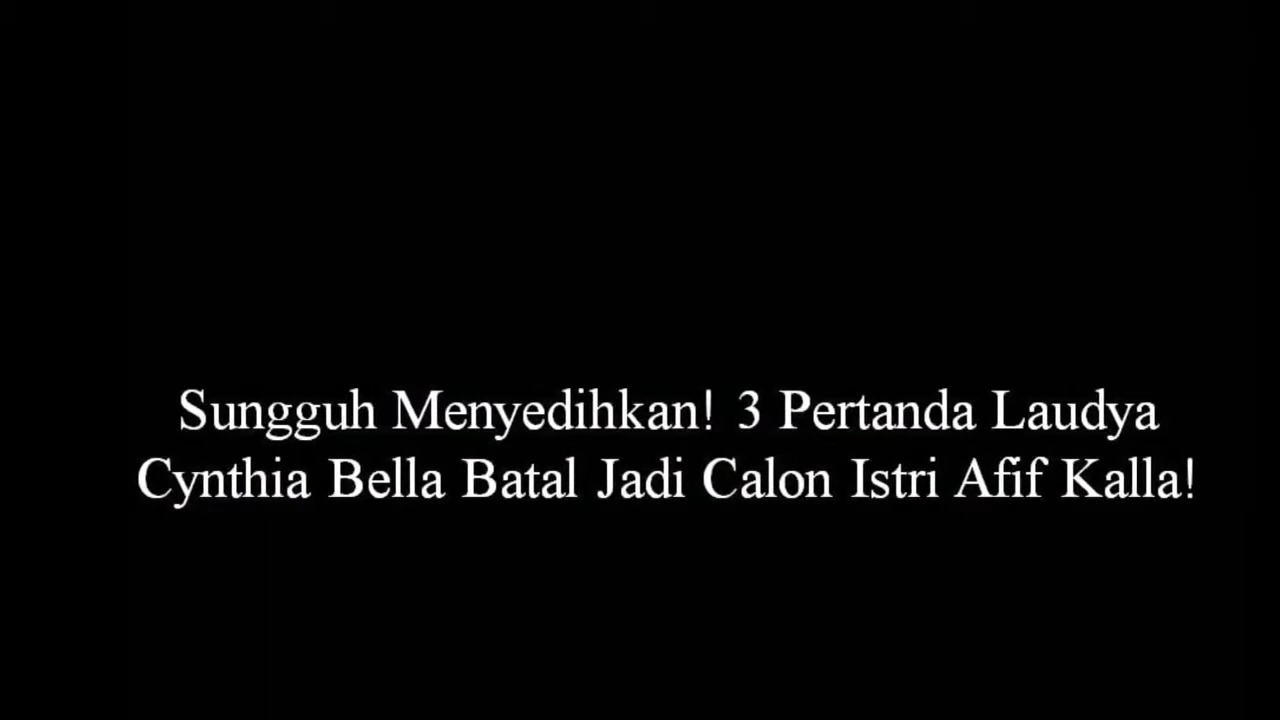 Sungguh Menyedihkan! 3 Pertanda Laudya
Cynthia Bella Batal Jadi Calon Istri Afif Kalla!